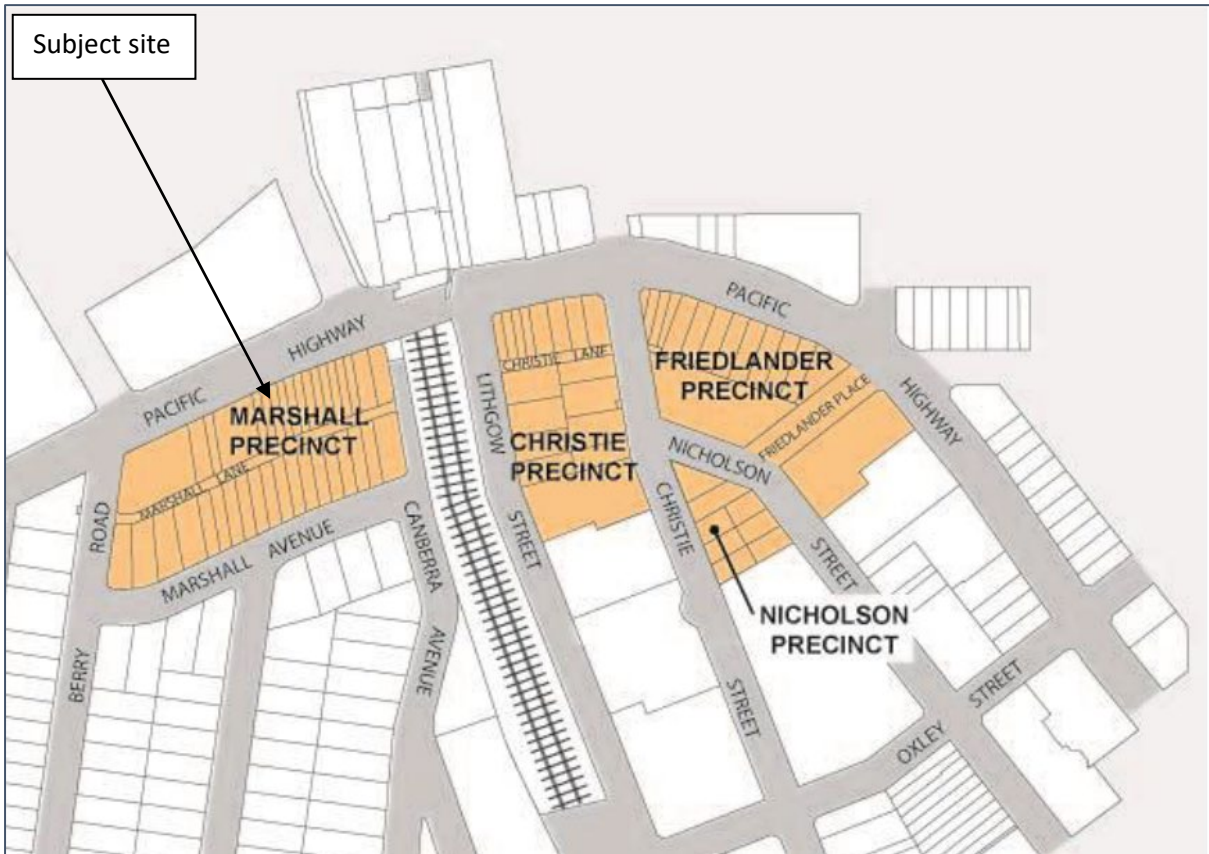 Subject site
PACIFIC
HIGHWAY
PACIFIC
HIGHWAY
MARSHALL
PRECINCT
MARSHALL LANE
MARSHALL AVENUE
BERRY
ROAD
CANBERRA
AVENUE
LITHGOW
STREET
CHRISTIE LANE
CHRISTIE
PRECINCT
FRIEDLANDER
PRECINCT
FRIEDLANDER PLACE
NICHOLSON
STREET
CHRISTIE
STREET
NICHOLSON
PRECINCT
OXLEY
STREET